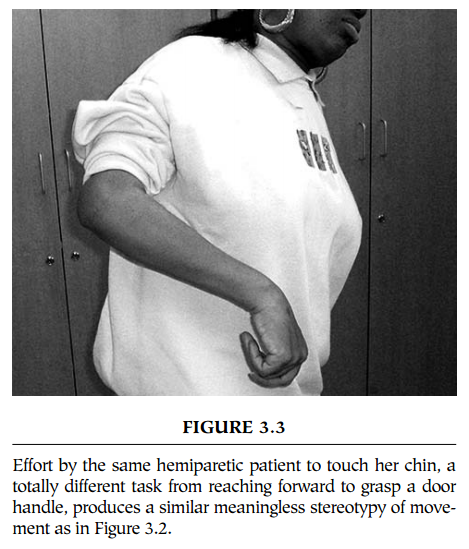 FIGURE 3.3
Effort by the same hemiparetic patient to touch her chin, a
totally different task from reaching forward to grasp a door
handle, produces a similar meaningless stereotypy of move-
ment as in Figure 3.2.